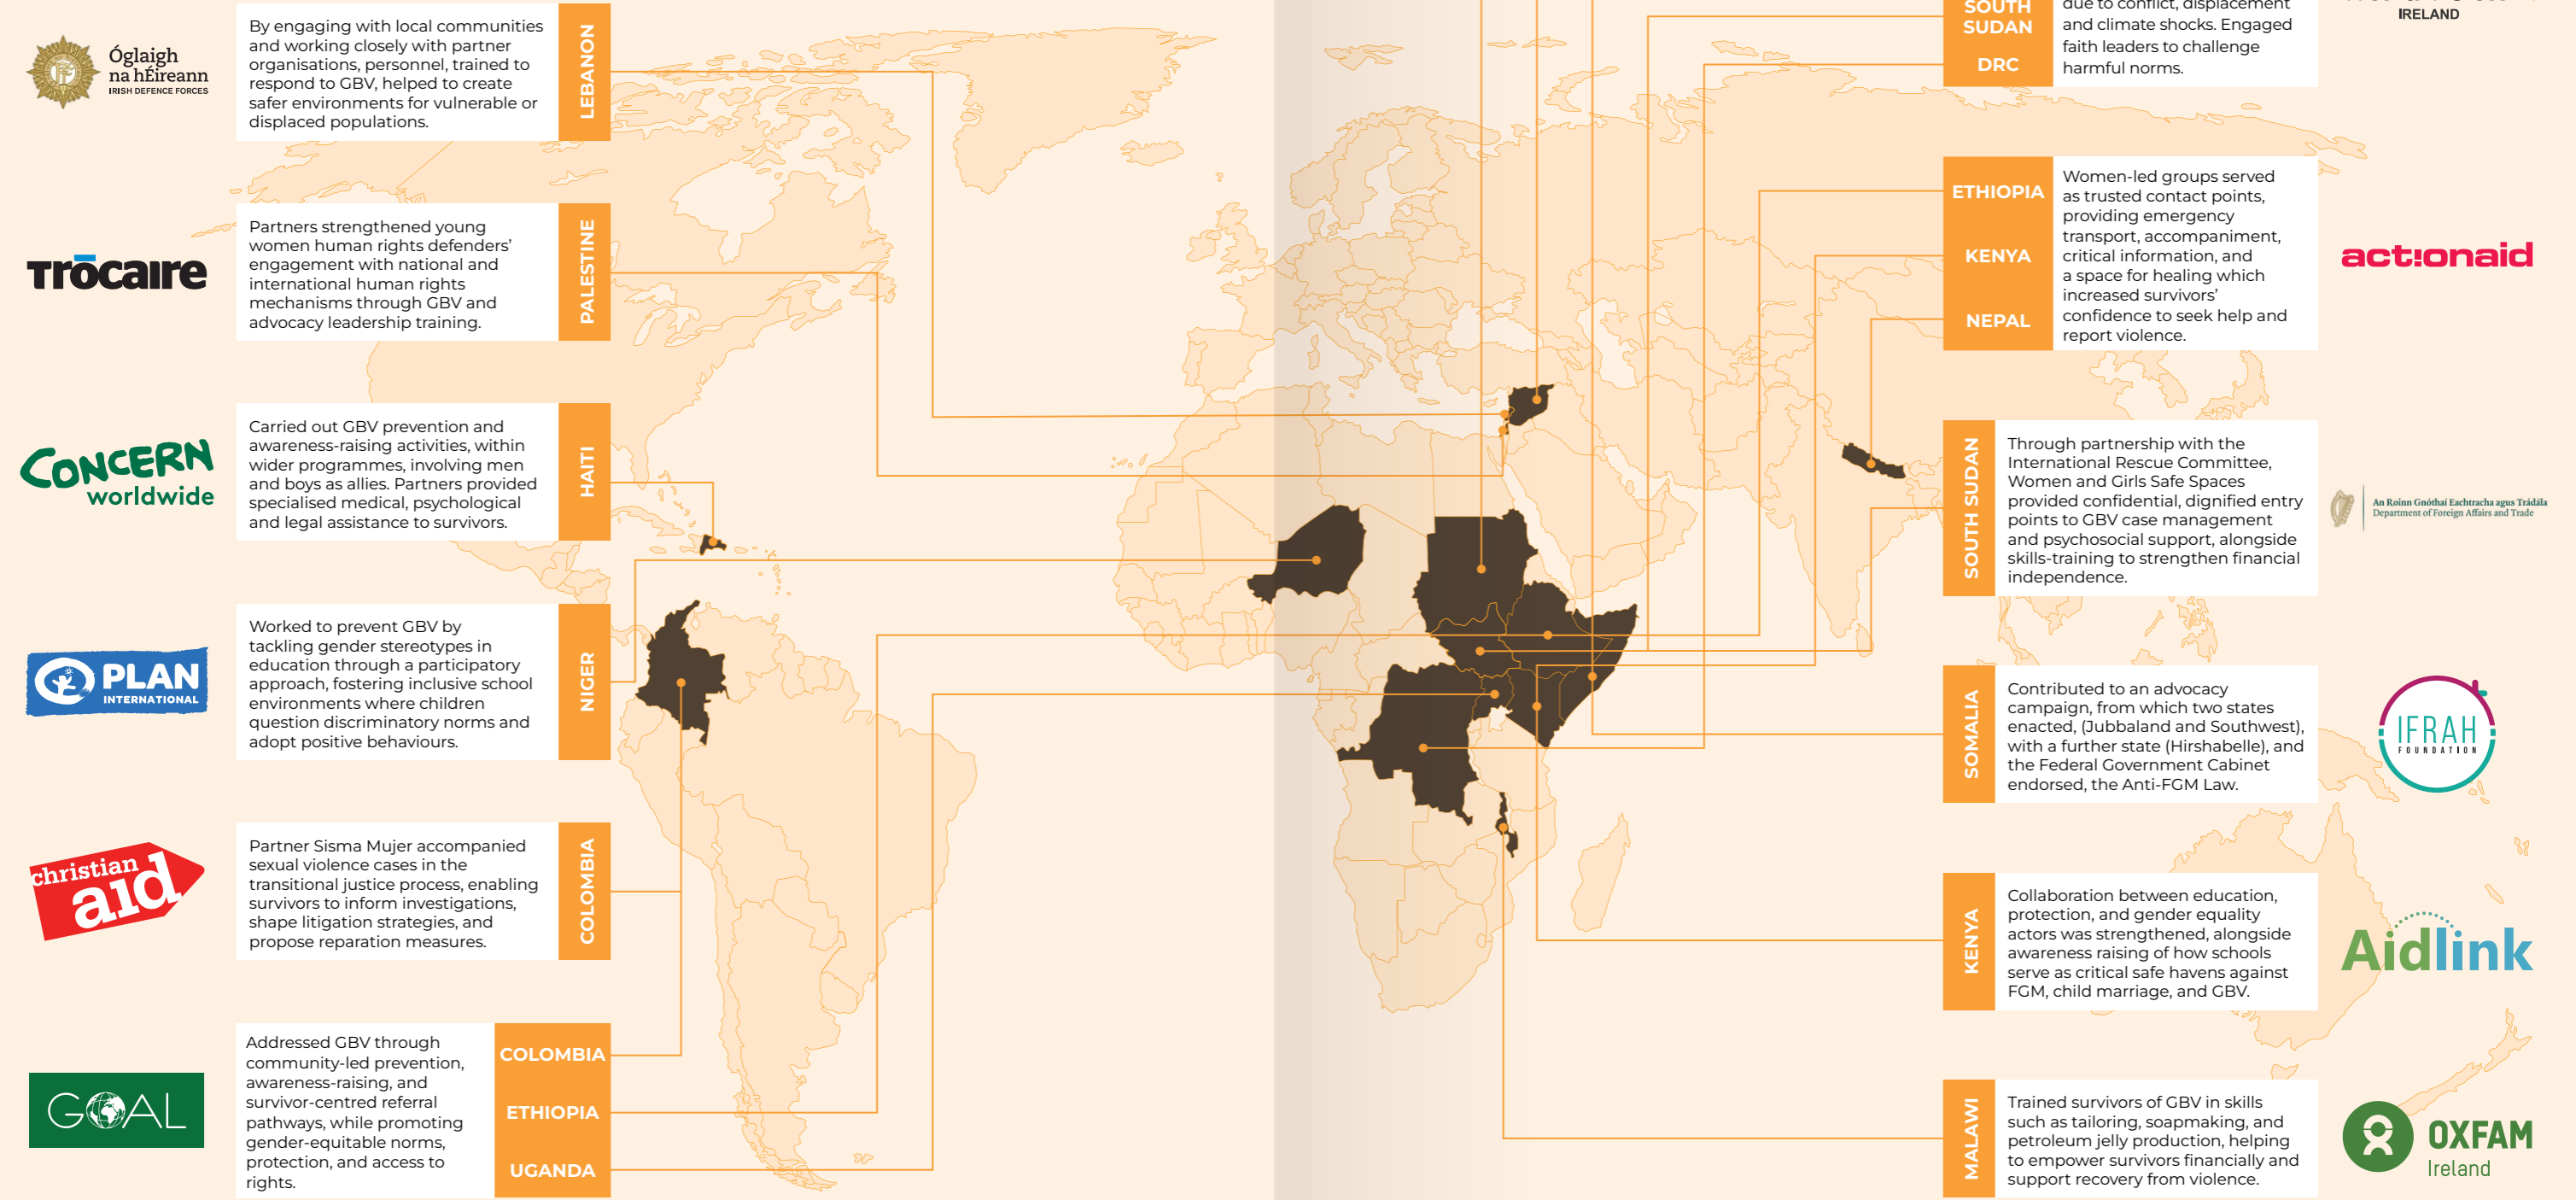 Óglaigh
na hÉireann
IRISH DEFENCE FORCES
By engaging with local communities
and working closely with partner
organisations, personnel, trained to
respond to GBV, helped to create
safer environments for vulnerable or
displaced populations.
LEBANON
Trócaire
Partners strengthened young
women human rights defenders’
engagement with national and
international human rights
mechanisms through GBV and
advocacy leadership training.
PALESTINE
CONCERN
worldwide
Carried out GBV prevention and
awareness-raising activities, within
wider programmes, involving men
and boys as allies. Partners provided
specialised medical, psychological
and legal assistance to survivors.
HAITI
PLAN
INTERNATIONAL
Worked to prevent GBV by
tackling gender stereotypes in
education through a participatory
approach, fostering inclusive school
environments where children
question discriminatory norms and
adopt positive behaviours.
NIGER
christian
aid
Partner Sisma Mujer accompanied
sexual violence cases in the
transitional justice process, enabling
survivors to inform investigations,
shape litigation strategies, and
propose reparation measures.
COLOMBIA
GOAL
Addressed GBV through
community-led prevention,
awareness-raising, and
survivor-centred referral
pathways, while promoting
gender-equitable norms,
protection, and access to
rights.
COLOMBIA
ETHIOPIA
UGANDA
SOUTH
SUDAN
DRC
due to conflict, displacement
and climate shocks. Engaged
faith leaders to challenge
harmful norms.
IRELAND
ETHIOPIA
KENYA
NEPAL
Women-led groups served
as trusted contact points,
providing emergency
transport, accompaniment,
critical information, and
a space for healing which
increased survivors’
confidence to seek help and
report violence.
act!onaid
SOUTH SUDAN
Through partnership with the
International Rescue Committee,
Women and Girls Safe Spaces
provided confidential, dignified entry
points to GBV case management
and psychosocial support, alongside
skills-training to strengthen financial
independence.
An Roinn Gnóthaí Eachtracha agus Trádála
Department of Foreign Affairs and Trade
SOMALIA
Contributed to an advocacy
campaign, from which two states
enacted, (Jubbaland and Southwest),
with a further state (Hirshabelle), and
the Federal Government Cabinet
endorsed, the Anti-FGM Law.
IFRAH
FOUNDATION
KENYA
Collaboration between education,
protection, and gender equality
actors was strengthened, alongside
awareness raising of how schools
serve as critical safe havens against
FGM, child marriage, and GBV.
Aidlink
MALAWI
Trained survivors of GBV in skills
such as tailoring, soapmaking, and
petroleum jelly production, helping
to empower survivors financially and
support recovery from violence.
OXFAM
Ireland